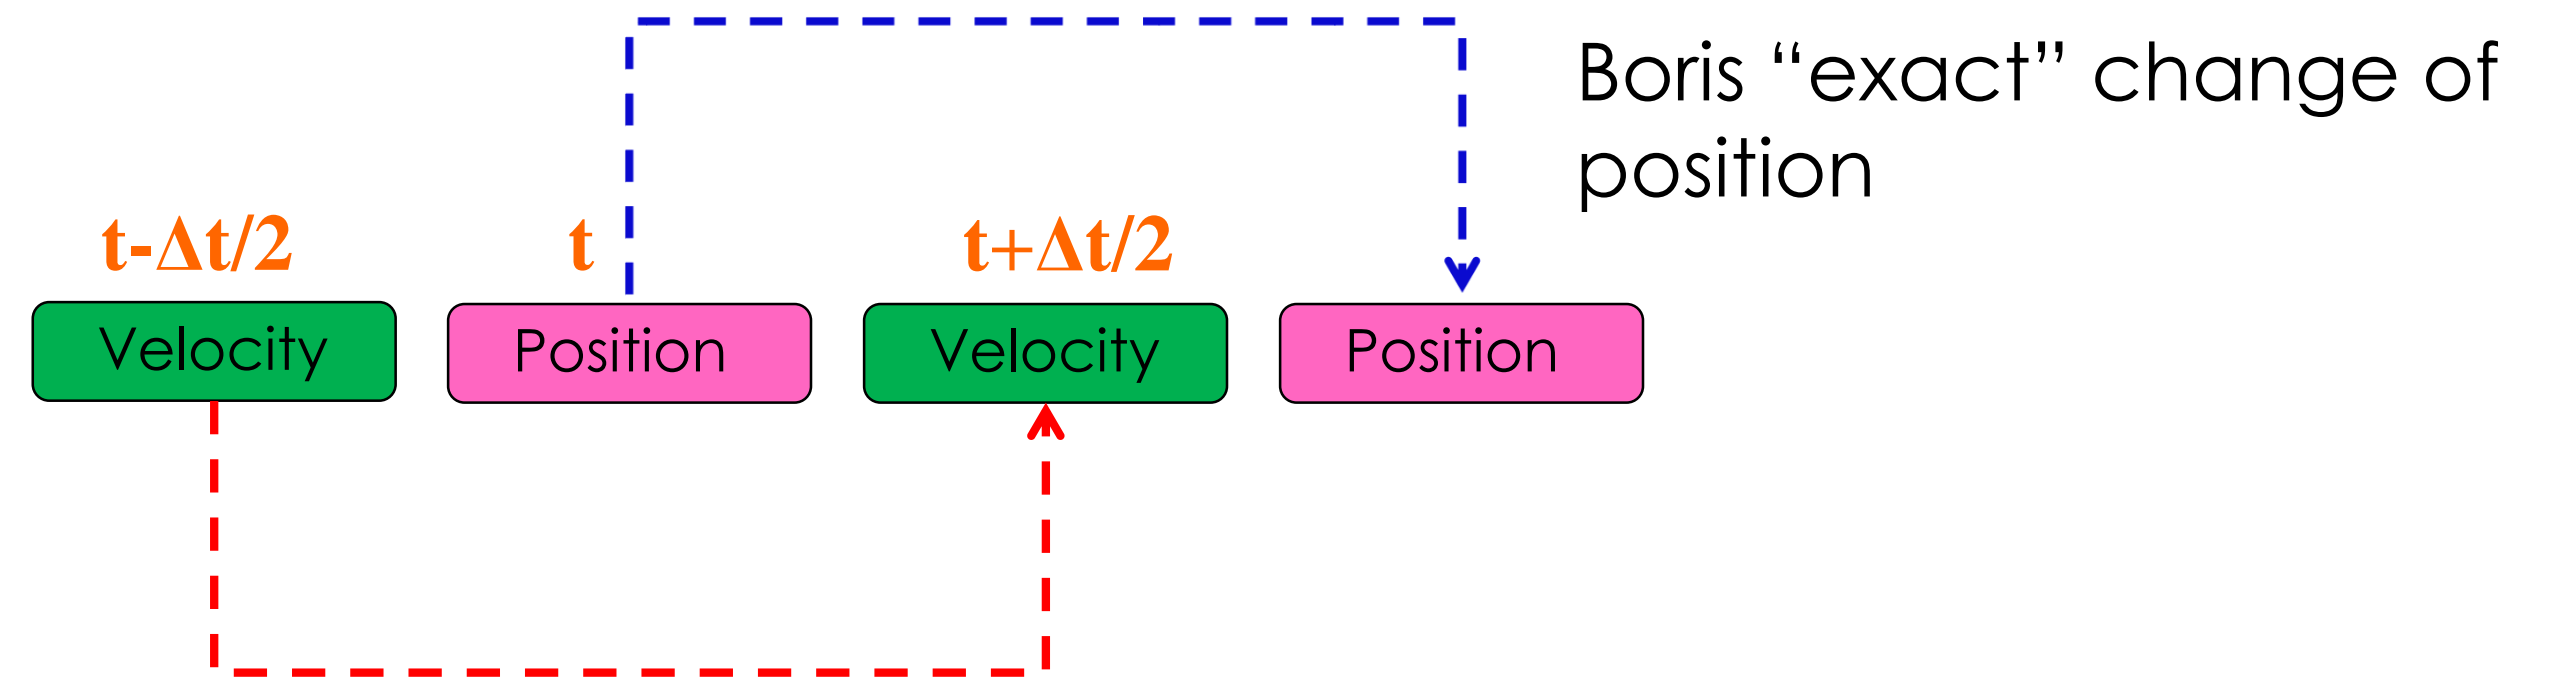 Boris “exact” change of
position
t-Δt/2 t t+Δt/2
Velocity Position Velocity Position